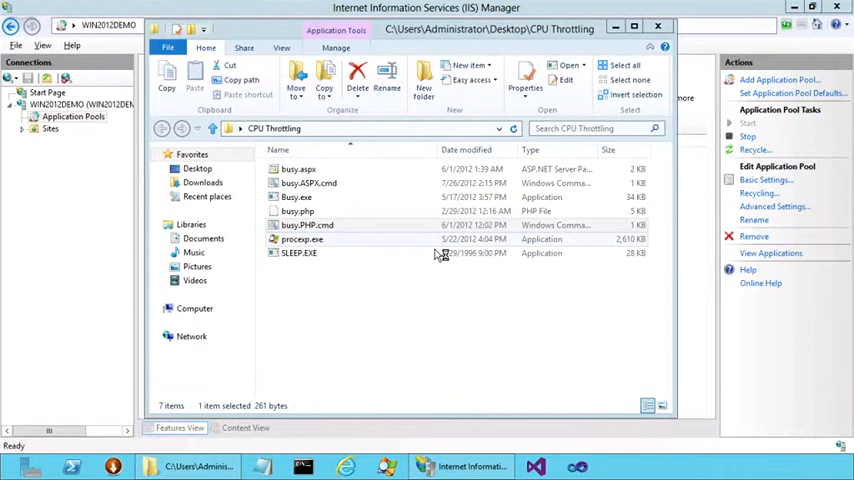 Internet Information Services (IIS) Manager
WIN2012DEMO
File View Help
Connections
Start Page
WIN2012DEMO (WIN2012DEM
Application Pools
Sites
Application Tools
C:\Users\Administrator\Desktop\CPU Throttling
File Home Share View Manage
Copy
Paste
Cut
Copy path
Paste shortcut
Clipboard
Move to
Copy to
Delete
Rename
Organize
New folder
New item
Easy access
New
Properties
Open
Edit
Open
Select all
Select none
Invert selection
Select
CPU Throttling
Search CPU Throttling
Favorites
Desktop
Downloads
Recent places
Libraries
Documents
Music
Pictures
Videos
Computer
Network
Name Date modified Type Size
busy.aspx 6/1/2012 1:39 AM ASP.NET Server Pa... 2 KB
busy.ASPX.cmd 7/26/2012 2:15 PM Windows Comma... 1 KB
Busy.exe 5/17/2012 3:57 PM Application 34 KB
busy.php 2/29/2012 12:16 AM PHP File 2 KB
busy.PHP.cmd 6/1/2012 12:02 PM Windows Comma... 1 KB
procexp.exe 5/22/2012 4:04 PM Application 2,610 KB
SLEEP.EXE /29/1996 9:00 PM Application 28 KB
7 items 1 item selected 261 bytes
more
Features View Content View
Ready
Actions
Add Application Pool...
Set Application Pool Defaults...
Application Pool Tasks
Start
Stop
Recycle...
Edit Application Pool
Basic Settings...
Recycling...
Advanced Settings...
Rename
Remove
View Applications
Help
Online Help
C:\Users\Adminis...
Internet Informati...